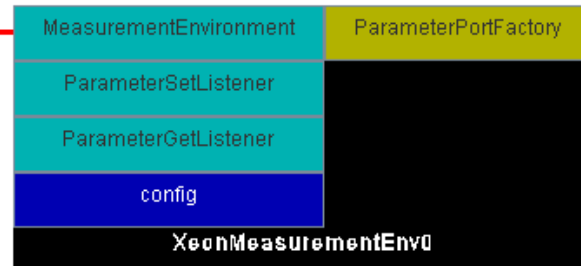 MeasurementEnvironment ParameterPortFactory
ParameterSetListener
ParameterGetListener
config
XeonMeasurementEnv0